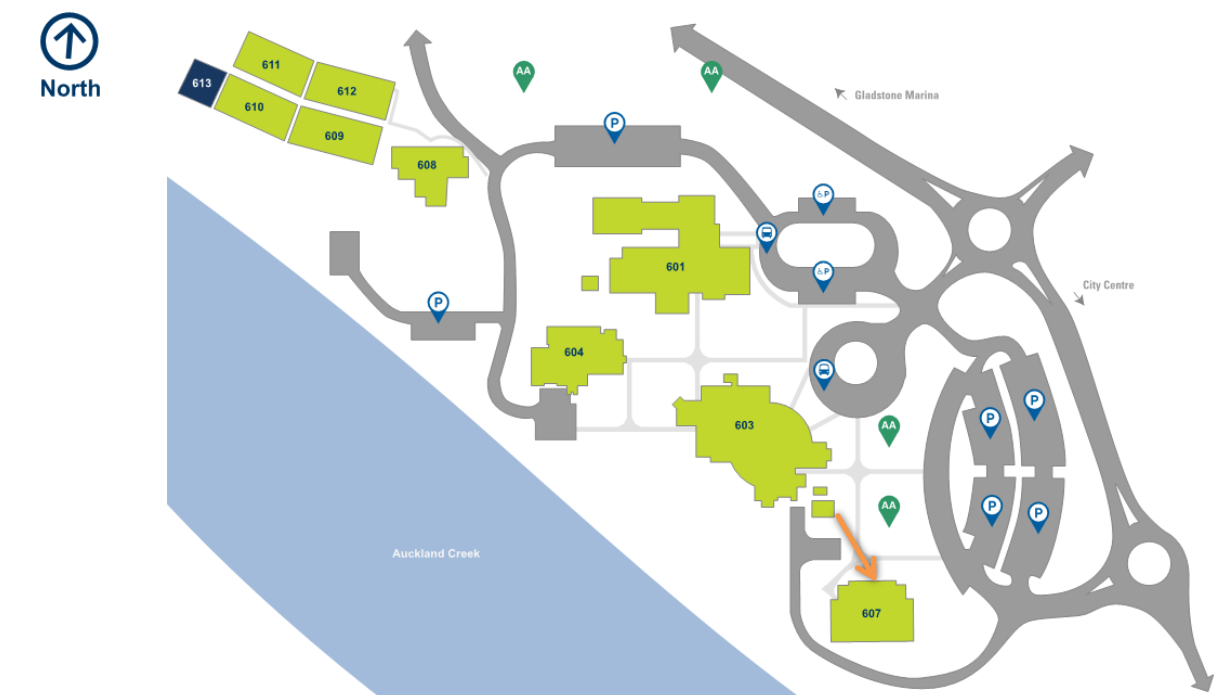 North
611
613
612
610
609
608
AA
AA
P
Gladstone Marina
♿P
601
♿P
City Centre
P
604
P
P
603
AA
AA
P
P
Auckland Creek
607